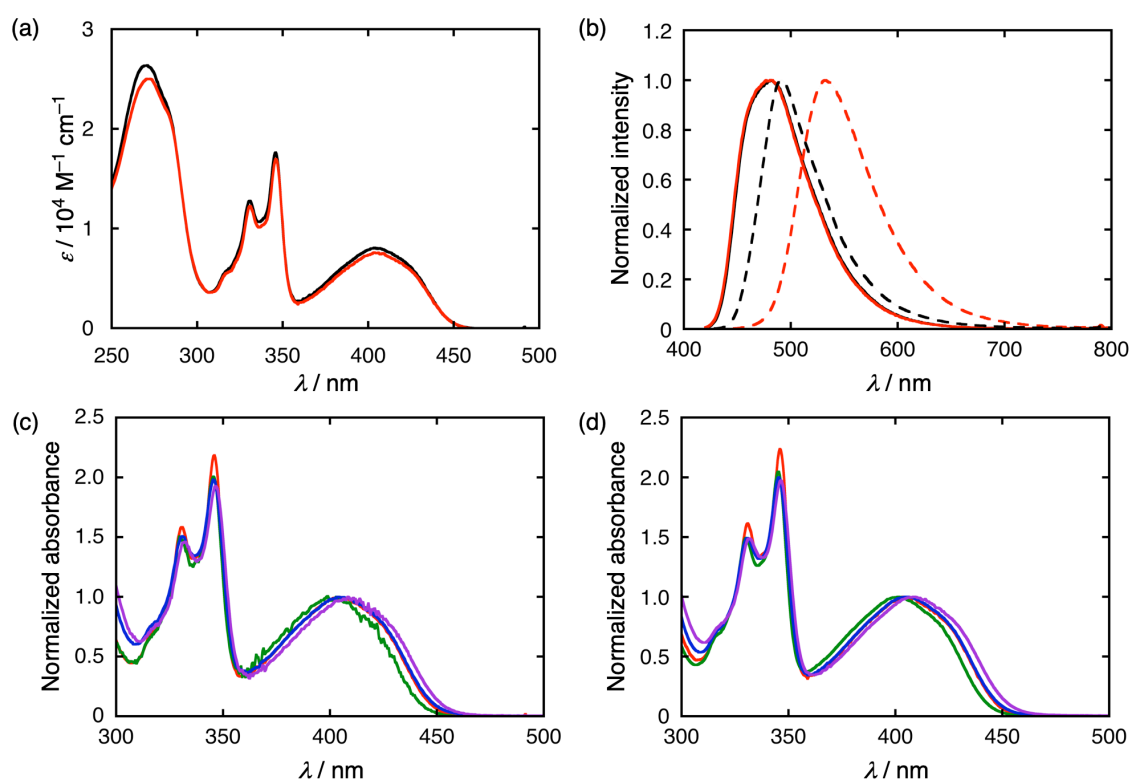 (a)
3
2
1
0
ε / 10⁴ M⁻¹ cm⁻¹
250 300 350 400 450 500
λ / nm
(b)
1.2
1.0
0.8
0.6
0.4
0.2
0
Normalized intensity
400 500 600 700 800
λ / nm
(c)
2.5
2.0
1.5
1.0
0.5
0
Normalized absorbance
300 350 400 450 500
λ / nm
(d)
2.5
2.0
1.5
1.0
0.5
0
Normalized absorbance
300 350 400 450 500
λ / nm